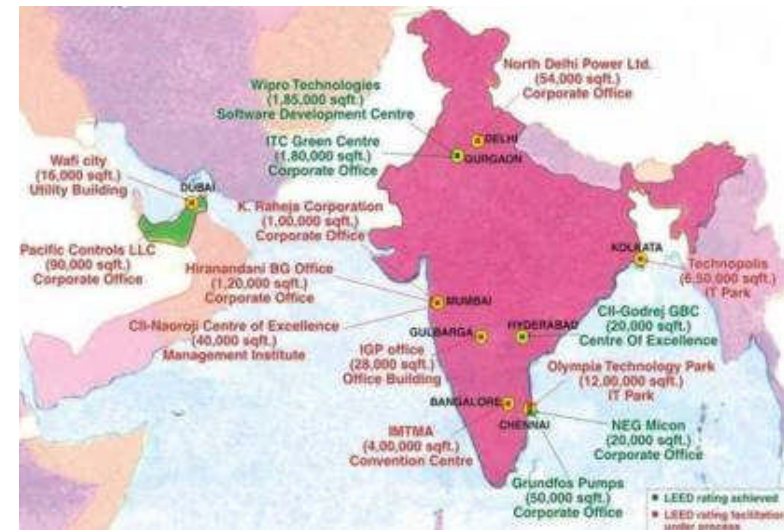 North Delhi Power Ltd.
(54,000 sqft.)
Corporate Office
Wipro Technologies
(1,85,000 sqft.)
Software Development Centre
DELHI
ITC Green Centre
(1,80,000 sqft.)
Corporate Office
GURGAON
Wafi city
(16,000 sqft.)
Utility Building
DUBAI
K. Raheja Corporation
(1,00,000 sqft.)
Corporate Office
Pacific Controls LLC
(90,000 sqft.)
Corporate Office
KOLKATA
Technopolis
(6,50,000 sqft.)
IT Park
Hiranandani BG Office
(1,20,000 sqft.)
Corporate Office
MUMBAI
CII-Naoroji Centre of Excellence
(40,000 sqft.)
Management Institute
GULBARGA
HYDERABAD
CII-Godrej GBC
(20,000 sqft.)
Centre Of Excellence
IGP office
(28,000 sqft.)
Office Building
Olympia Technology Park
(12,00,000 sqft.)
IT Park
BANGALORE
CHENNAI
IMTMA
(4,00,000 sqft.)
Convention Centre
NEG Micon
(20,000 sqft.)
Corporate Office
Grundfos Pumps
(50,000 sqft.)
Corporate Office
LEED rating achieved
LEED rating facilitation
under process